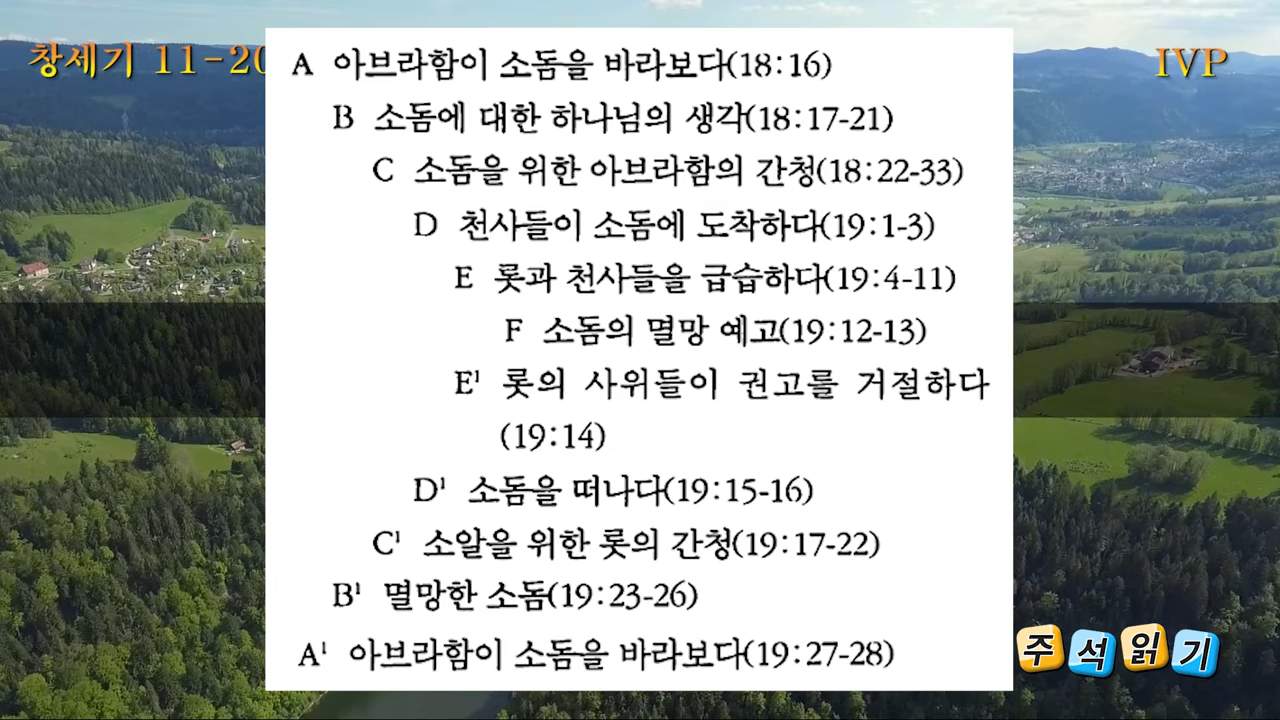 창세기 11-20
IVP
A 아브라함이 소돔을 바라보다(18:16)
B 소돔에 대한 하나님의 생각(18:17-21)
C 소돔을 위한 아브라함의 간청(18:22-33)
D 천사들이 소돔에 도착하다(19:1-3)
E 롯과 천사들을 급습하다(19:4-11)
F 소돔의 멸망 예고(19:12-13)
E¹ 롯의 사위들이 권고를 거절하다
(19:14)
D¹ 소돔을 떠나다(19:15-16)
C¹ 소알을 위한 롯의 간청(19:17-22)
B¹ 멸망한 소돔(19:23-26)
A¹ 아브라함이 소돔을 바라보다(19:27-28)
주석읽기